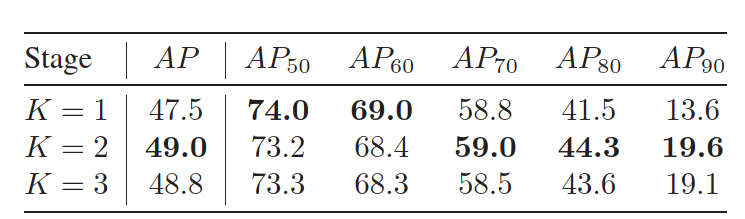 Stage AP AP50 AP60 AP70 AP80 AP90
K = 1 47.5 74.0 69.0 58.8 41.5 13.6
K = 2 49.0 73.2 68.4 59.0 44.3 19.6
K = 3 48.8 73.3 68.3 58.5 43.6 19.1